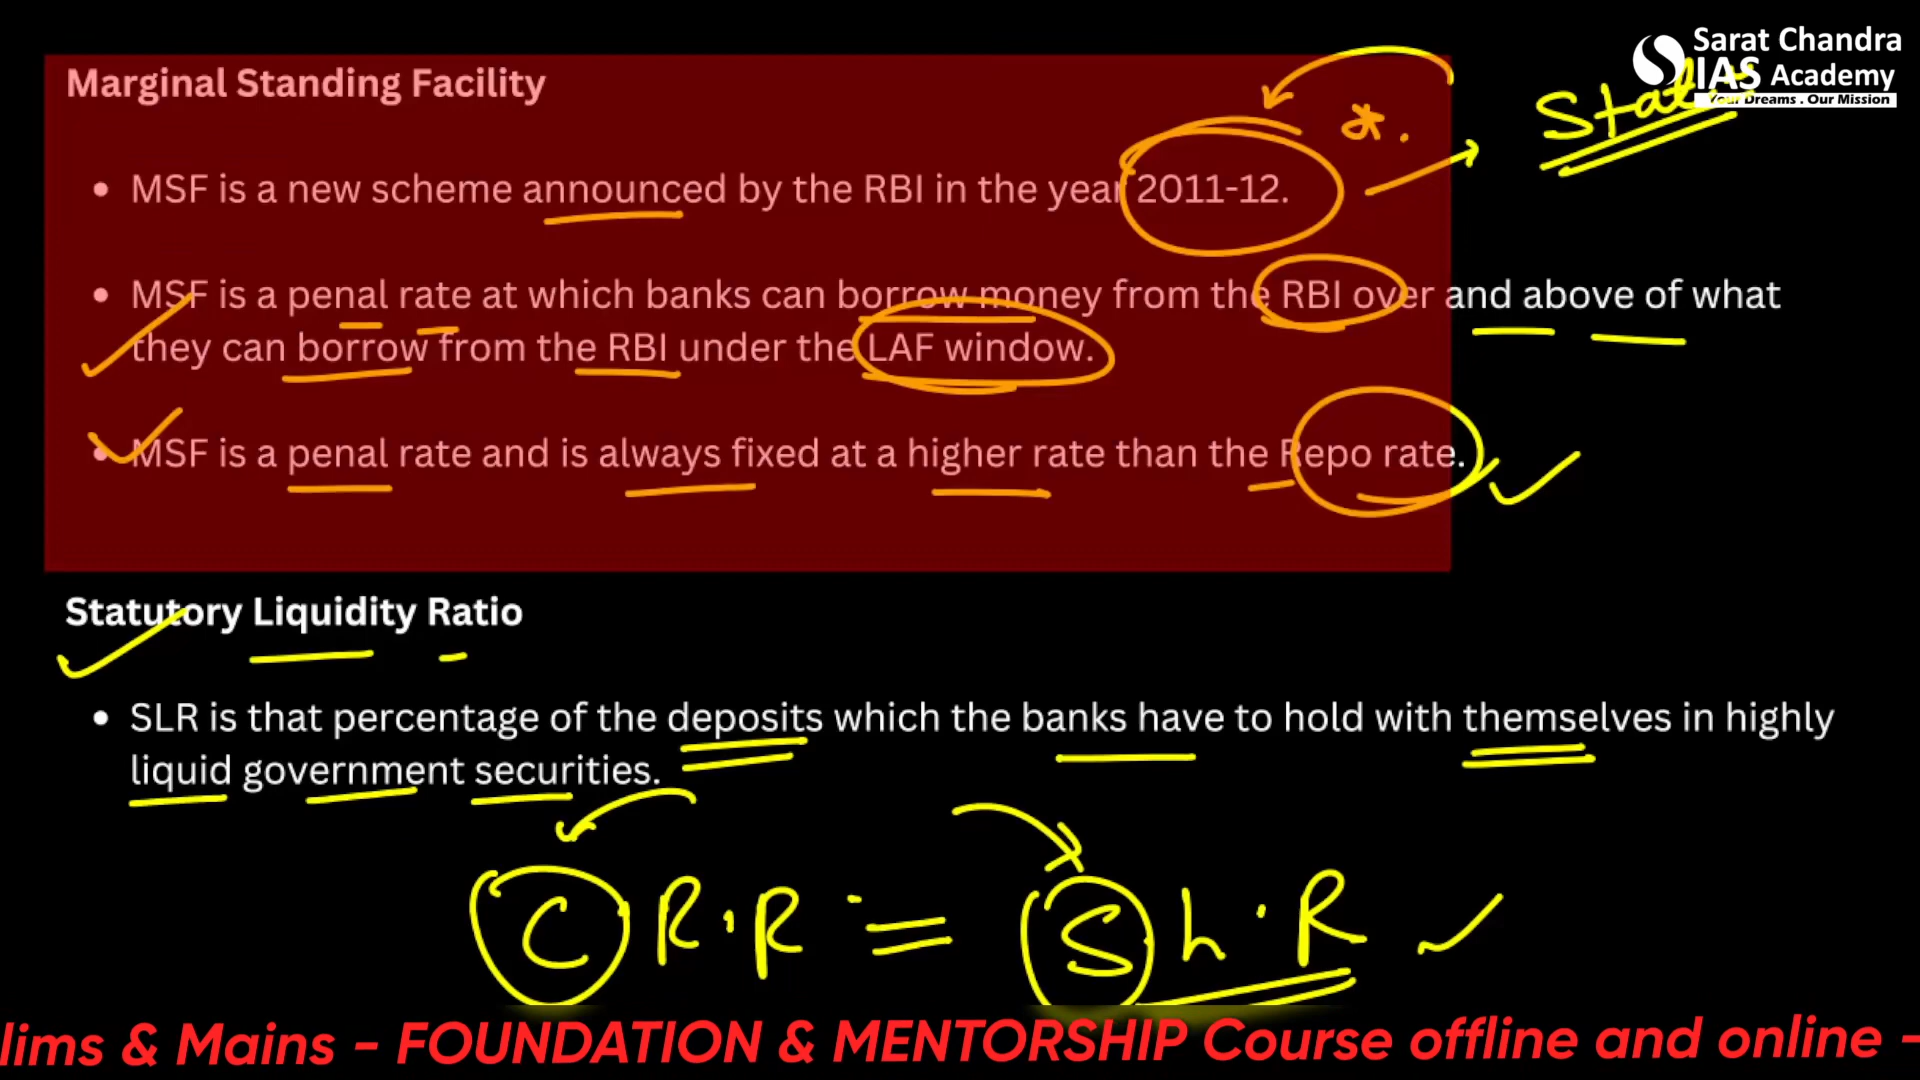 Sarat Chandra
IAS Academy
Your Dreams . Our Mission
Marginal Standing Facility
*.
• MSF is a new scheme announced by the RBI in the year 2011-12.
• MSF is a penal rate at which banks can borrow money from the RBI over and above of what
they can borrow from the RBI under the LAF window.
• MSF is a penal rate and is always fixed at a higher rate than the Repo rate.
Statutory Liquidity Ratio
• SLR is that percentage of the deposits which the banks have to hold with themselves in highly
liquid government securities.
C R.R = S h.R
lims & Mains - FOUNDATION & MENTORSHIP Course offline and online -